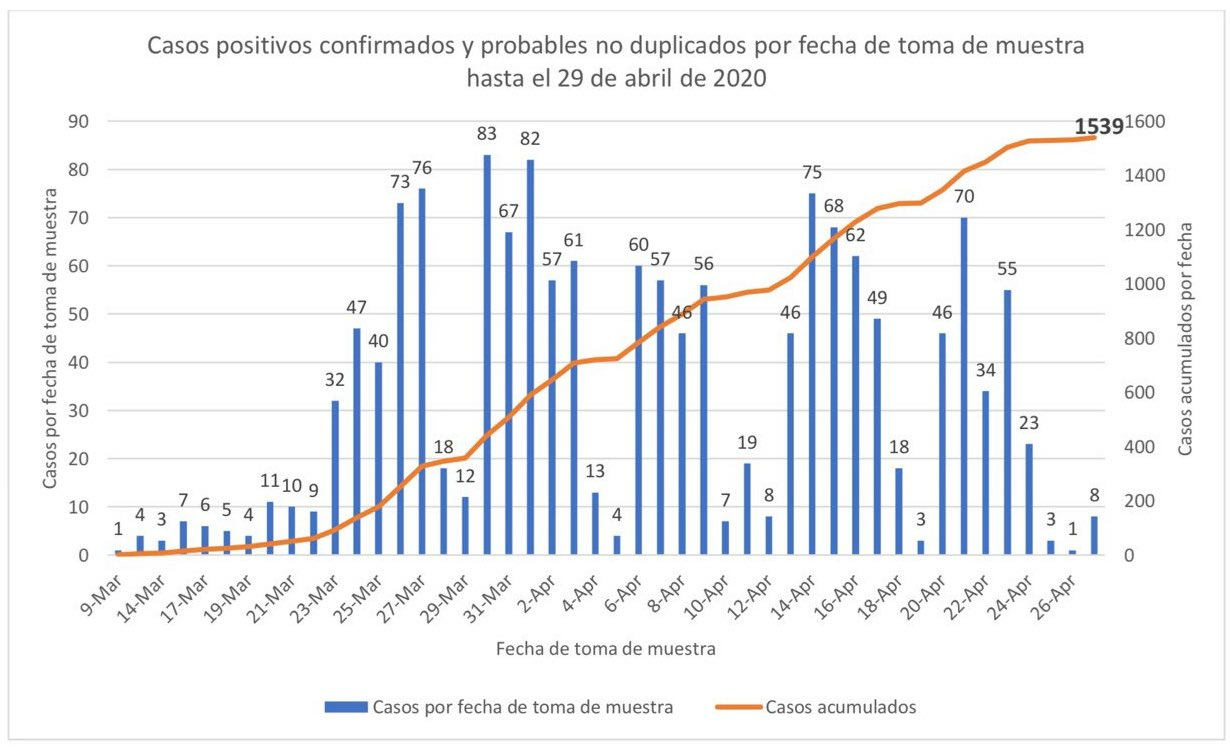 Casos positivos confirmados y probables no duplicados por fecha de toma de muestra
hasta el 29 de abril de 2020
Casos por fecha de toma de muestra
90
80
70
60
50
40
30
20
10
0
1 4 3 7 6 5 4 11 10 9 32 47 40 73 76 18 12 83 67 82 57 61 13 4 60 57 46 56 7 19 8 46 75 68 62 49 18 3 46 70 34 55 23 3 1 8
1539
1600
1400
1200
1000
800
600
400
200
0
Casos acumulados por fecha
9-Mar 14-Mar 17-Mar 19-Mar 21-Mar 23-Mar 25-Mar 27-Mar 29-Mar 31-Mar 2-Apr 4-Apr 6-Apr 8-Apr 10-Apr 12-Apr 14-Apr 16-Apr 18-Apr 20-Apr 22-Apr 24-Apr 26-Apr
Fecha de toma de muestra
Casos por fecha de toma de muestra Casos acumulados